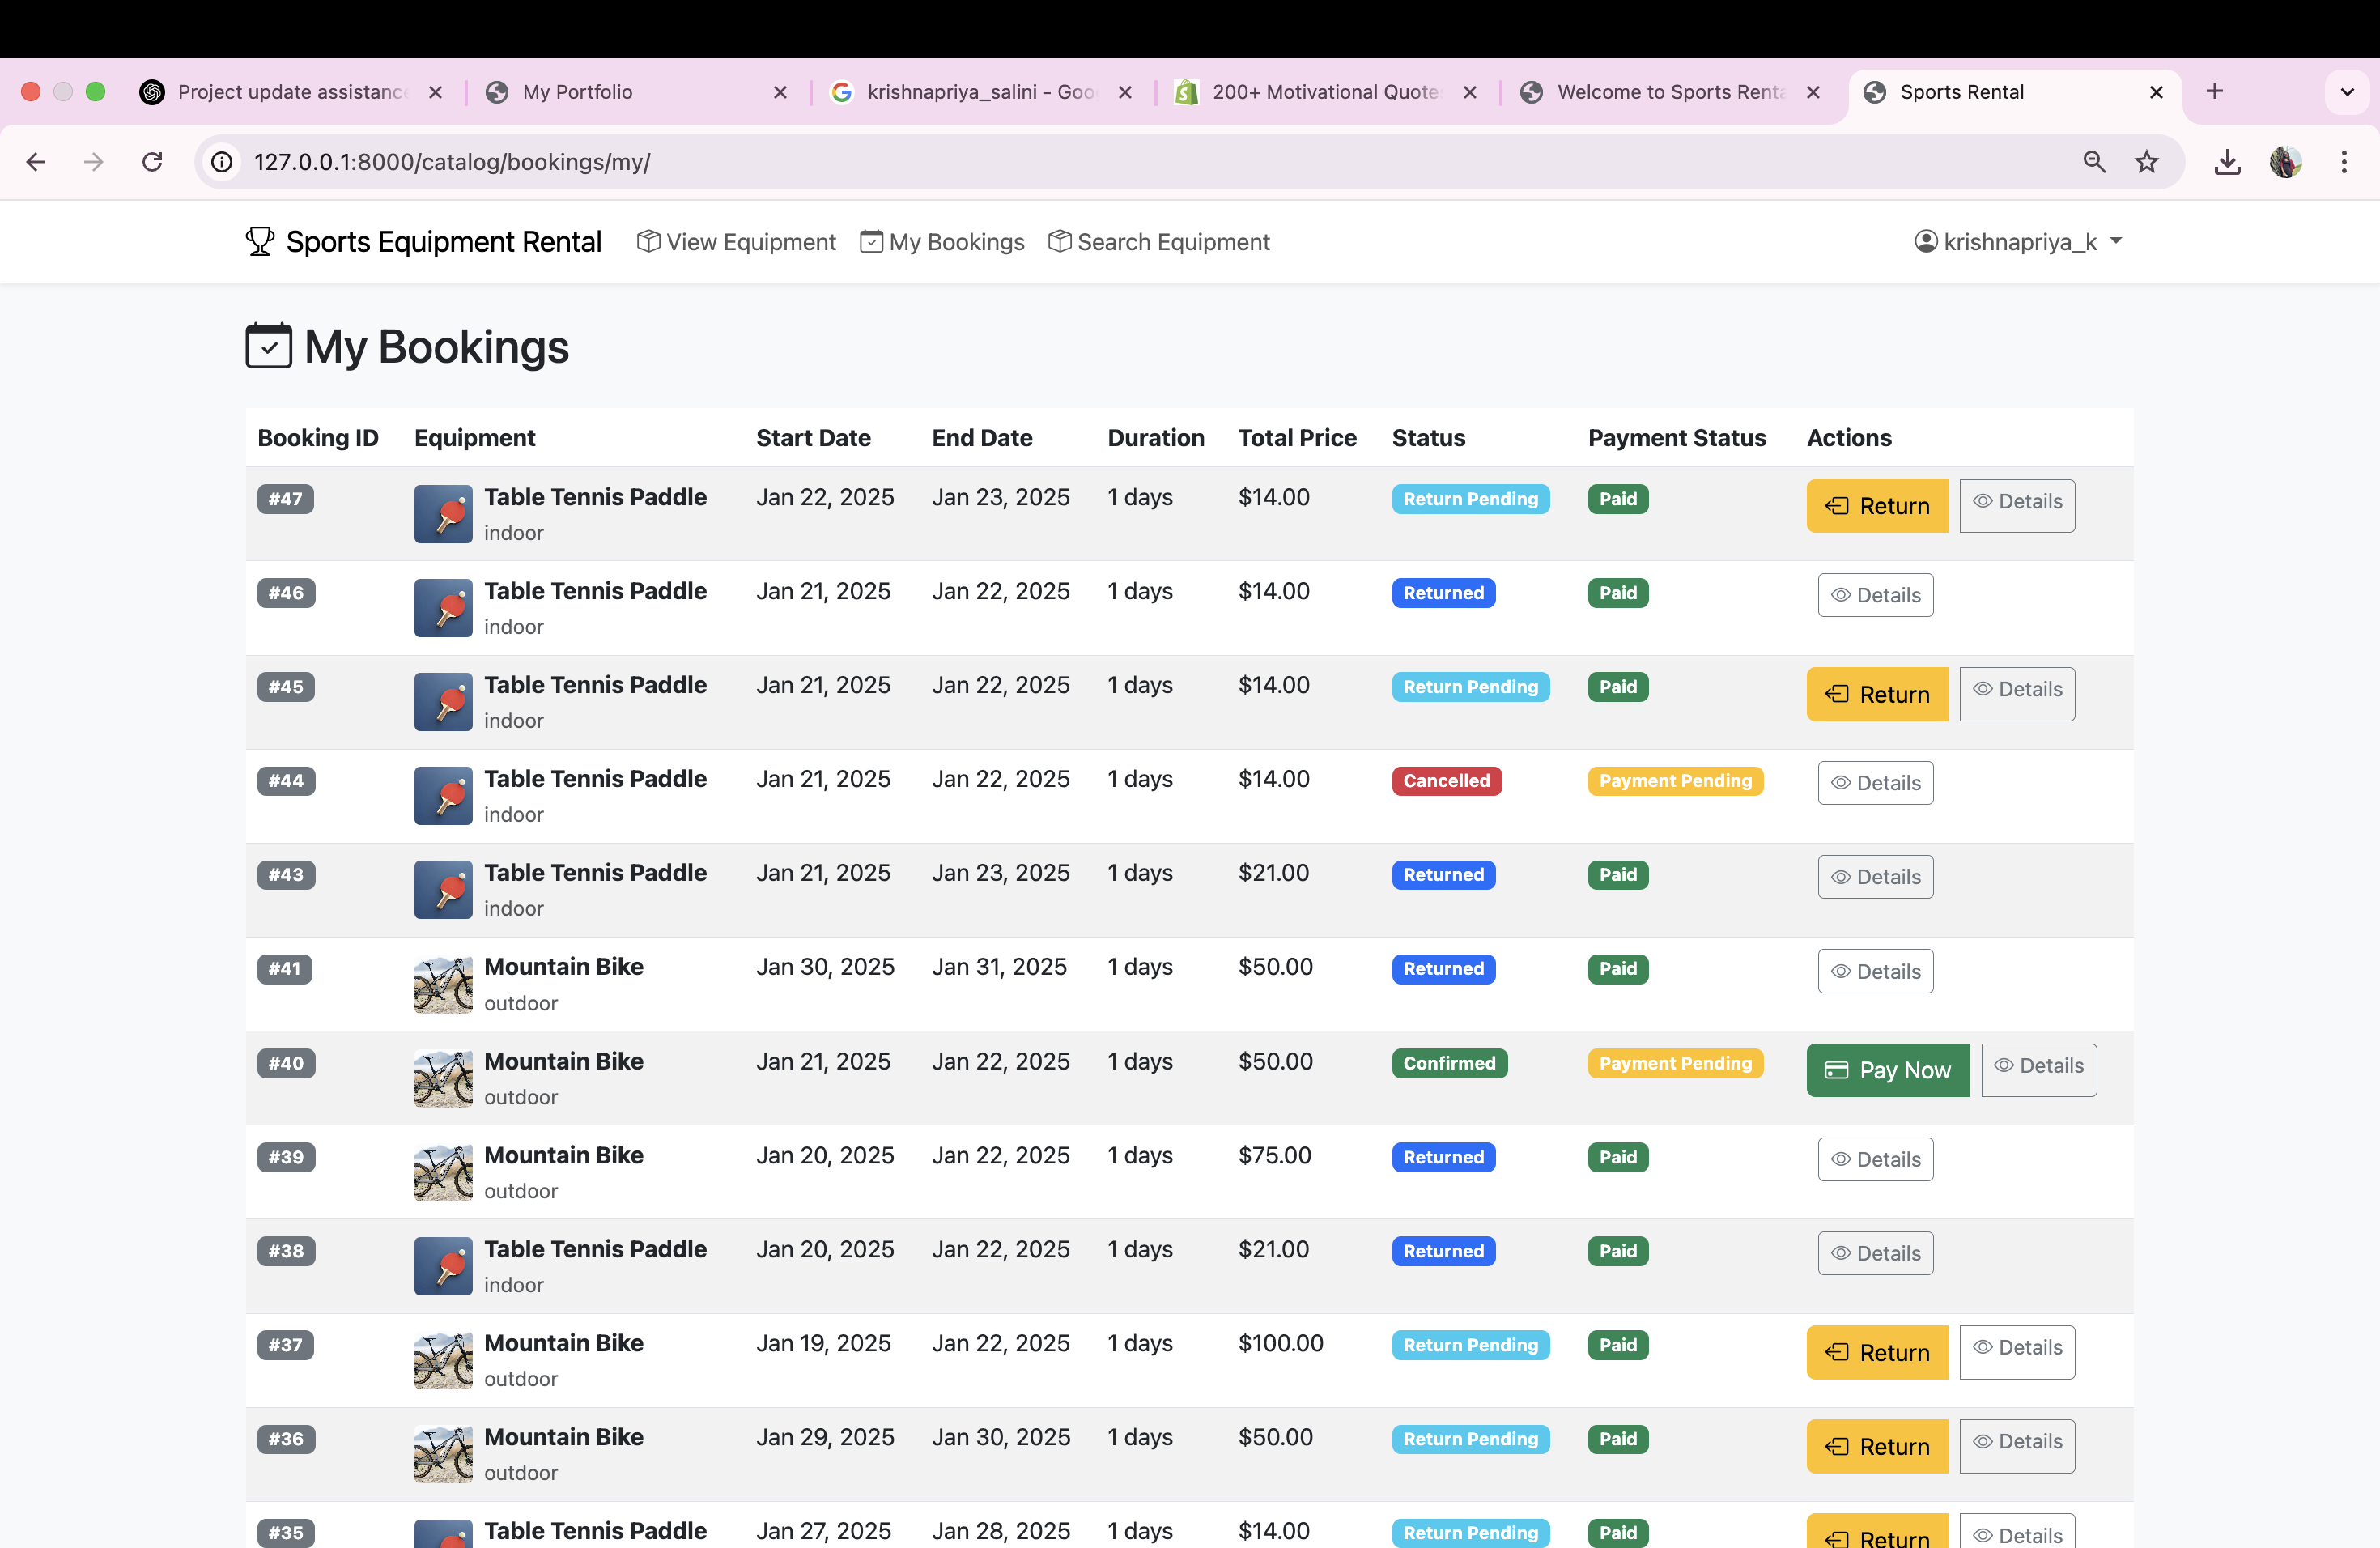 Project update assistanc
My Portfolio
krishnapriya_salini - Goo
200+ Motivational Quote
Welcome to Sports Renta
Sports Rental
127.0.0.1:8000/catalog/bookings/my/
Sports Equipment Rental View Equipment My Bookings Search Equipment krishnapriya_k
My Bookings
Booking ID Equipment Start Date End Date Duration Total Price Status Payment Status Actions
#47 Table Tennis Paddle Jan 22, 2025 Jan 23, 2025 1 days $14.00 Return Pending Paid Return Details
indoor
#46 Table Tennis Paddle Jan 21, 2025 Jan 22, 2025 1 days $14.00 Returned Paid Details
indoor
#45 Table Tennis Paddle Jan 21, 2025 Jan 22, 2025 1 days $14.00 Return Pending Paid Return Details
indoor
#44 Table Tennis Paddle Jan 21, 2025 Jan 22, 2025 1 days $14.00 Cancelled Payment Pending Details
indoor
#43 Table Tennis Paddle Jan 21, 2025 Jan 23, 2025 1 days $21.00 Returned Paid Details
indoor
#41 Mountain Bike Jan 30, 2025 Jan 31, 2025 1 days $50.00 Returned Paid Details
outdoor
#40 Mountain Bike Jan 21, 2025 Jan 22, 2025 1 days $50.00 Confirmed Payment Pending Pay Now Details
outdoor
#39 Mountain Bike Jan 20, 2025 Jan 22, 2025 1 days $75.00 Returned Paid Details
outdoor
#38 Table Tennis Paddle Jan 20, 2025 Jan 22, 2025 1 days $21.00 Returned Paid Details
indoor
#37 Mountain Bike Jan 19, 2025 Jan 22, 2025 1 days $100.00 Return Pending Paid Return Details
outdoor
#36 Mountain Bike Jan 29, 2025 Jan 30, 2025 1 days $50.00 Return Pending Paid Return Details
outdoor
#35 Table Tennis Paddle Jan 27, 2025 Jan 28, 2025 1 days $14.00 Return Pending Paid Return Details